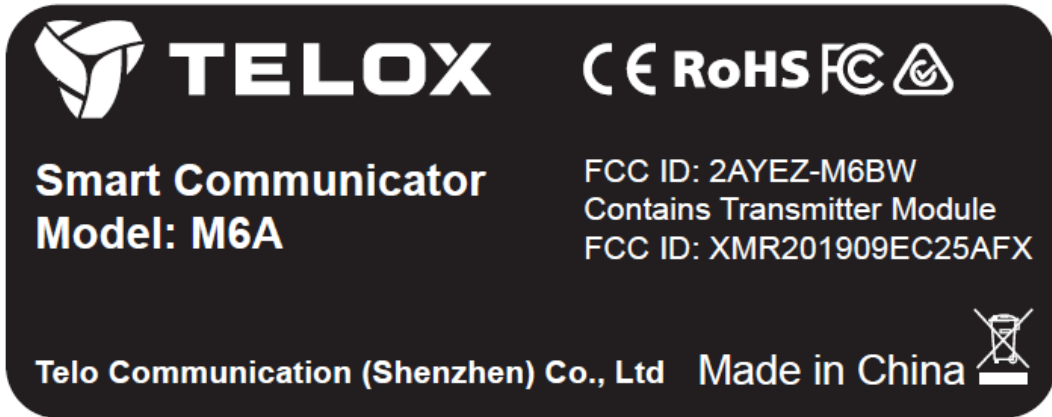 TELOX
CE RoHS FC
Smart Communicator
Model: M6A
FCC ID: 2AYEZ-M6BW
Contains Transmitter Module
FCC ID: XMR201909EC25AFX
Telo Communication (Shenzhen) Co., Ltd
Made in China